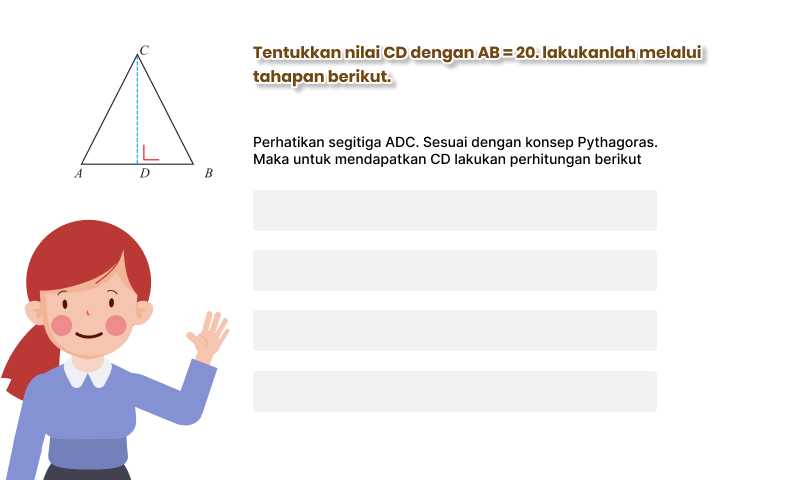 C
A
D
B
Tentukkan nilai CD dengan AB = 20. lakukanlah melalui
tahapan berikut.
Perhatikan segitiga ADC. Sesuai dengan konsep Pythagoras.
Maka untuk mendapatkan CD lakukan perhitungan berikut